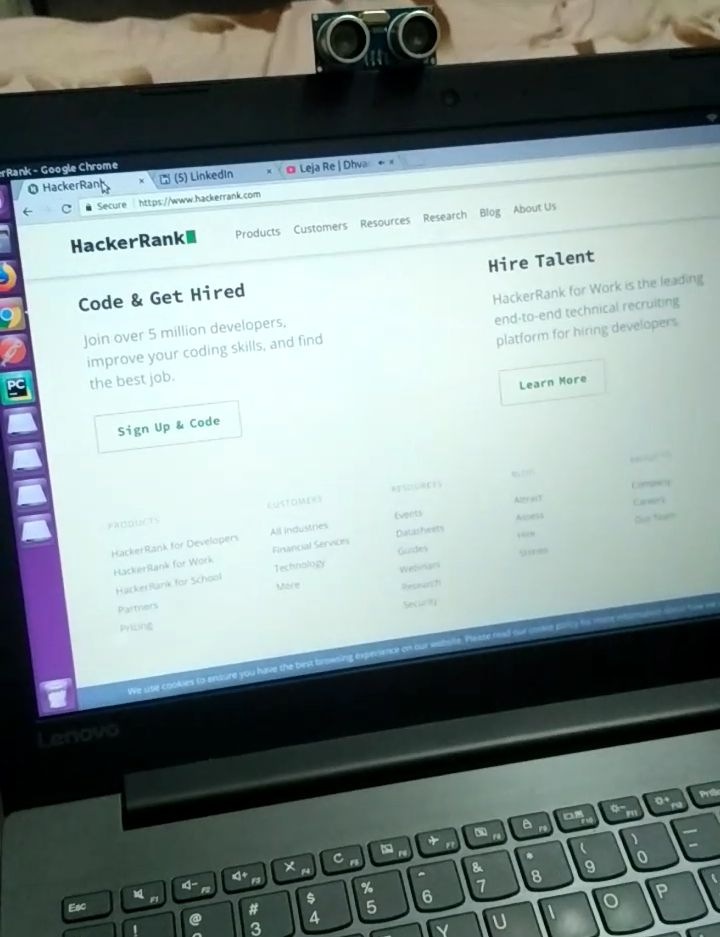 erRank - Google Chrome
HackerRank
(5) LinkedIn
Leja Re | Dhva
Secure https://www.hackerrank.com
HackerRank
Products Customers Resources Research Blog About Us
Code & Get Hired
Join over 5 million developers,
improve your coding skills, and find
the best job.
Sign Up & Code
Hire Talent
HackerRank for Work is the leading
end-to-end technical recruiting
platform for hiring developers.
Learn More
PRODUCTS
HackerRank for Developers
HackerRank for Work
HackerRank for School
Partners
Pricing
CUSTOMERS
All Industries
Financial Services
Technology
More
RESOURCES
Events
Datasheets
Guides
Webinars
Research
Security
Attract
Assess
Hire
Company
Careers
Our Team
We use cookies to ensure you have the best browsing experience on our website. Please read our cookie policy for more information about how we
PC
Lenovo
Esc F1 F2 F3 F4 F5 F6 F7 F8 F9 F10 F11 F12 PrtSc
! @ # 3 $ 4 % 5 ^ 6 & 7 * 8 ( 9 ) 0 — -
Y U I O P